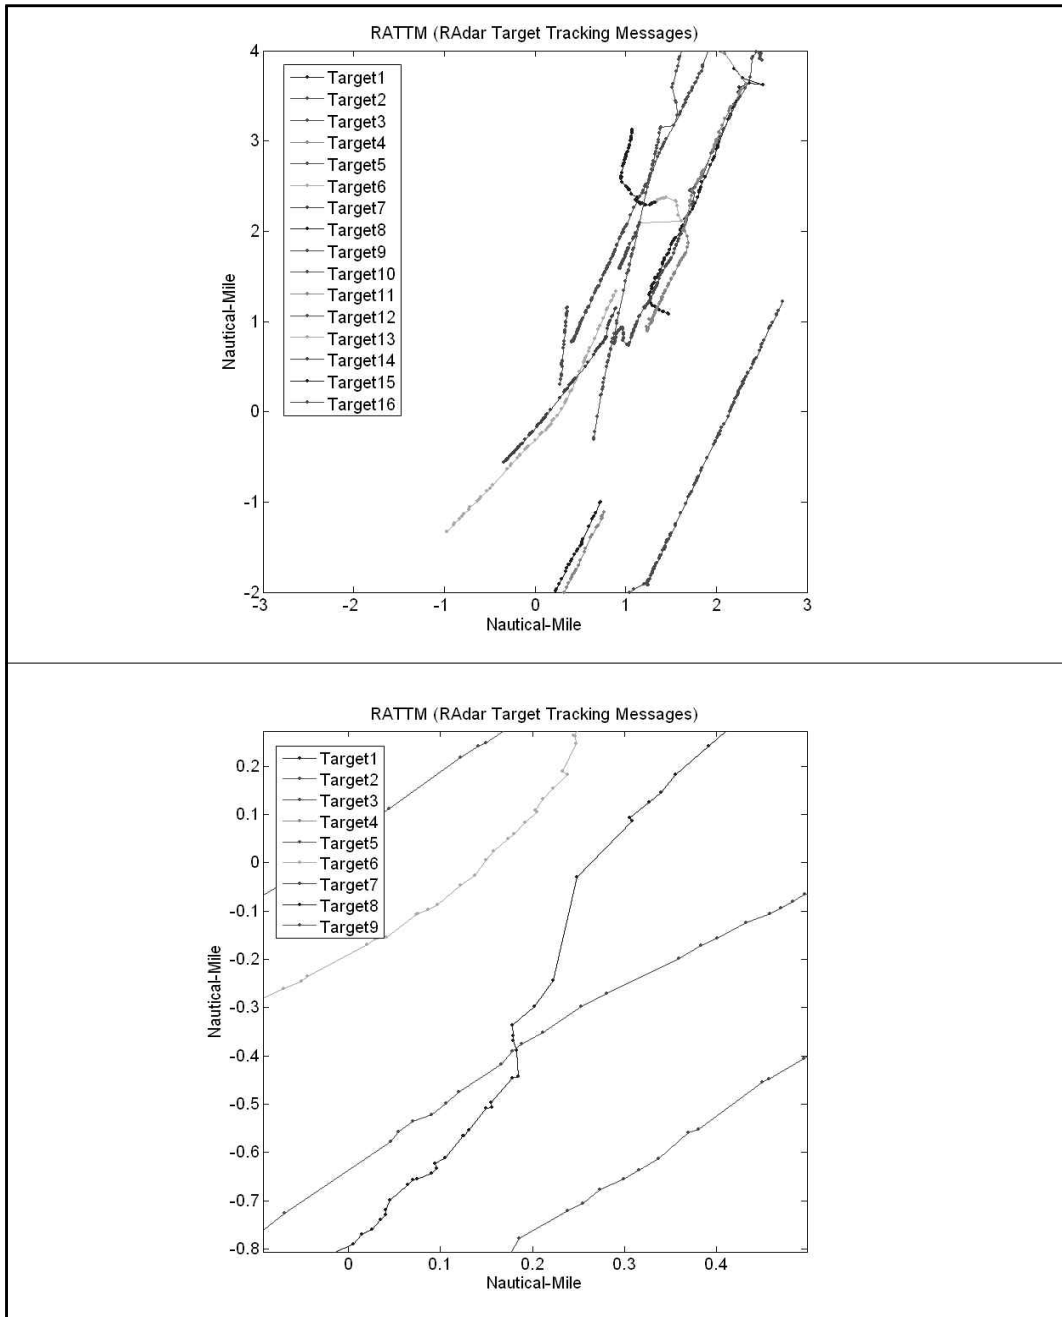 RATTM (RAdar Target Tracking Messages)
4
3
2
1
0
-1
-2
Nautical-Mile
Target1
Target2
Target3
Target4
Target5
Target6
Target7
Target8
Target9
Target10
Target11
Target12
Target13
Target14
Target15
Target16
-3 -2 -1 0 1 2 3
Nautical-Mile
RATTM (RAdar Target Tracking Messages)
0.2
0.1
0
-0.1
-0.2
-0.3
-0.4
-0.5
-0.6
-0.7
-0.8
Nautical-Mile
Target1
Target2
Target3
Target4
Target5
Target6
Target7
Target8
Target9
0 0.1 0.2 0.3 0.4
Nautical-Mile